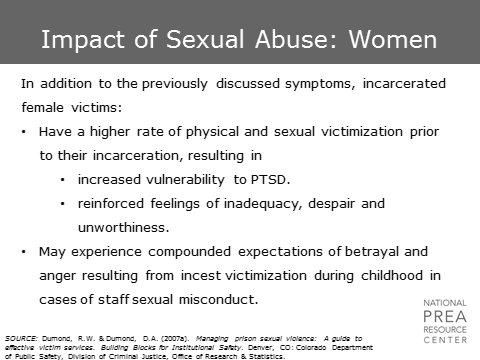 Impact of Sexual Abuse: Women
In addition to the previously discussed symptoms, incarcerated
female victims:
• Have a higher rate of physical and sexual victimization prior
to their incarceration, resulting in
• increased vulnerability to PTSD.
• reinforced feelings of inadequacy, despair and
unworthiness.
• May experience compounded expectations of betrayal and
anger resulting from incest victimization during childhood in
cases of staff sexual misconduct.
NATIONAL
PREA
RESOURCE
CENTER
SOURCE: Dumond, R.W. & Dumond, D.A. (2007a). Managing prison sexual violence: A guide to
effective victim services. Building Blocks for Institutional Safety. Denver, CO: Colorado Department
of Public Safety, Division of Criminal Justice, Office of Research & Statistics.